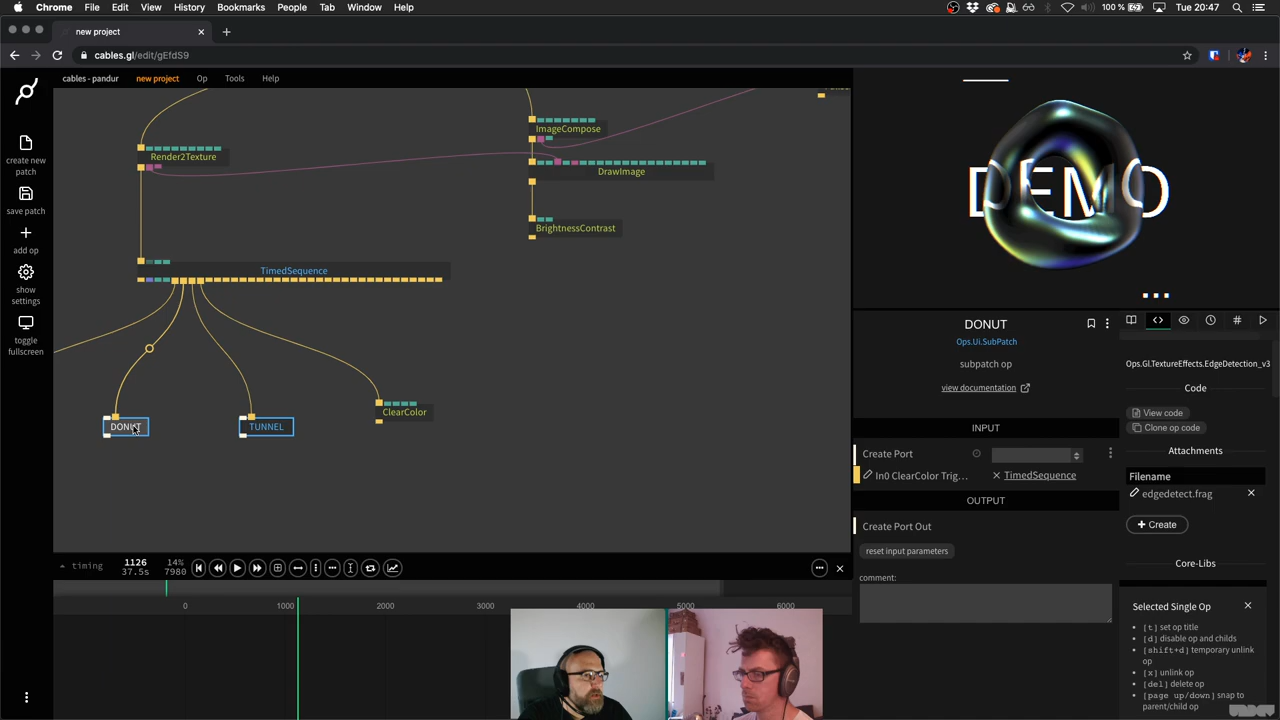 Chrome File Edit View History Bookmarks People Tab Window Help
100 % Tue 20:47
new project
cables.gl/edit/gEfdS9
cables - pandur new project Op Tools Help
create new
patch
save patch
add op
show
settings
toggle
fullscreen
Render2Texture
ImageCompose
DrawImage
BrightnessContrast
TimedSequence
ClearColor
DONUT
TUNNEL
timing
1126
37.5s
14%
7980
0 1000 2000 3000 4000 5000 6000
DEMO
DONUT
Ops.Ui.SubPatch
subpatch op
view documentation
INPUT
Create Port
In0 ClearColor Trig... TimedSequence
OUTPUT
Create Port Out
reset input parameters
comment:
Ops.Gl.TextureEffects.EdgeDetection_v3
Code
View code
Clone op code
Attachments
Filename
edgedetect.frag
+ Create
Core-Libs
Selected Single Op
[t] set op title
[d] disable op and childs
[shift+d] temporary unlink
op
[x] unlink op
[del] delete op
[page up/down] snap to
parent/child op